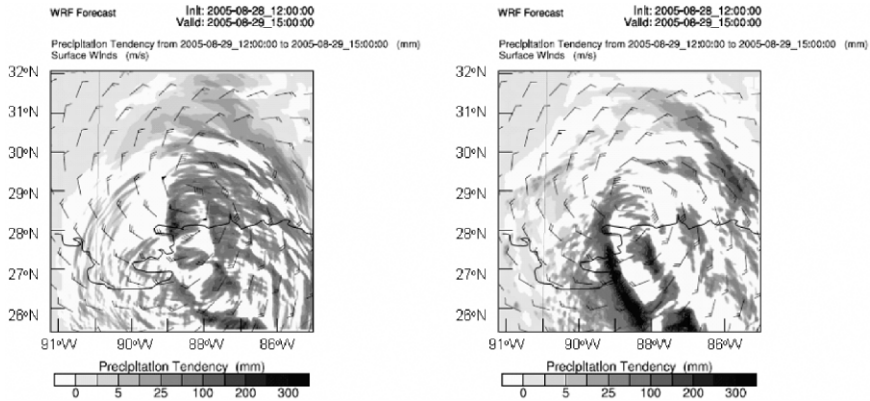 WRF Forecast
Init: 2005-08-28_12:00:00
Valid: 2005-08-29_15:00:00
Precipitation Tendency from 2005-08-29_12:00:00 to 2005-08-29_15:00:00 (mm)
Surface Winds (m/s)
32°N
31°N
30°N
29°N
28°N
27°N
26°N
91°W 90°W 88°W 86°W
Precipitation Tendency (mm)
0 5 25 100 200 300
WRF Forecast
Init: 2005-08-28_12:00:00
Valid: 2005-08-29_15:00:00
Precipitation Tendency from 2005-08-29_12:00:00 to 2005-08-29_15:00:00 (mm)
Surface Winds (m/s)
32°N
31°N
30°N
29°N
28°N
27°N
26°N
91°W 90°W 88°W 86°W
Precipitation Tendency (mm)
0 5 25 100 200 300